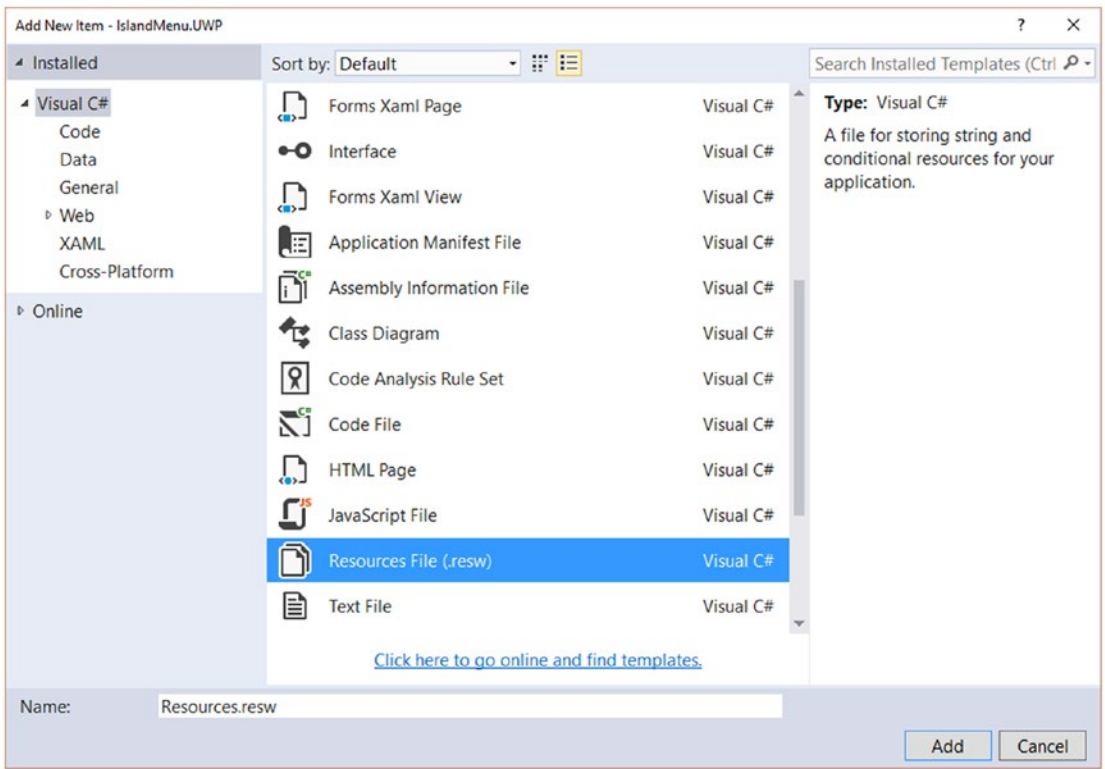 Add New Item - IslandMenu.UWP
? ×
Installed
Sort by: Default
Search Installed Templates (Ctrl
Visual C#
Code
Data
General
Web
XAML
Cross-Platform
Online
Forms Xaml Page Visual C#
Interface Visual C#
Forms Xaml View Visual C#
Application Manifest File Visual C#
Assembly Information File Visual C#
Class Diagram Visual C#
Code Analysis Rule Set Visual C#
C# Code File Visual C#
HTML Page Visual C#
JS JavaScript File Visual C#
Resources File (.resw) Visual C#
Text File Visual C#
Click here to go online and find templates.
Type: Visual C#
A file for storing string and
conditional resources for your
application.
Name: Resources.resw
Add Cancel